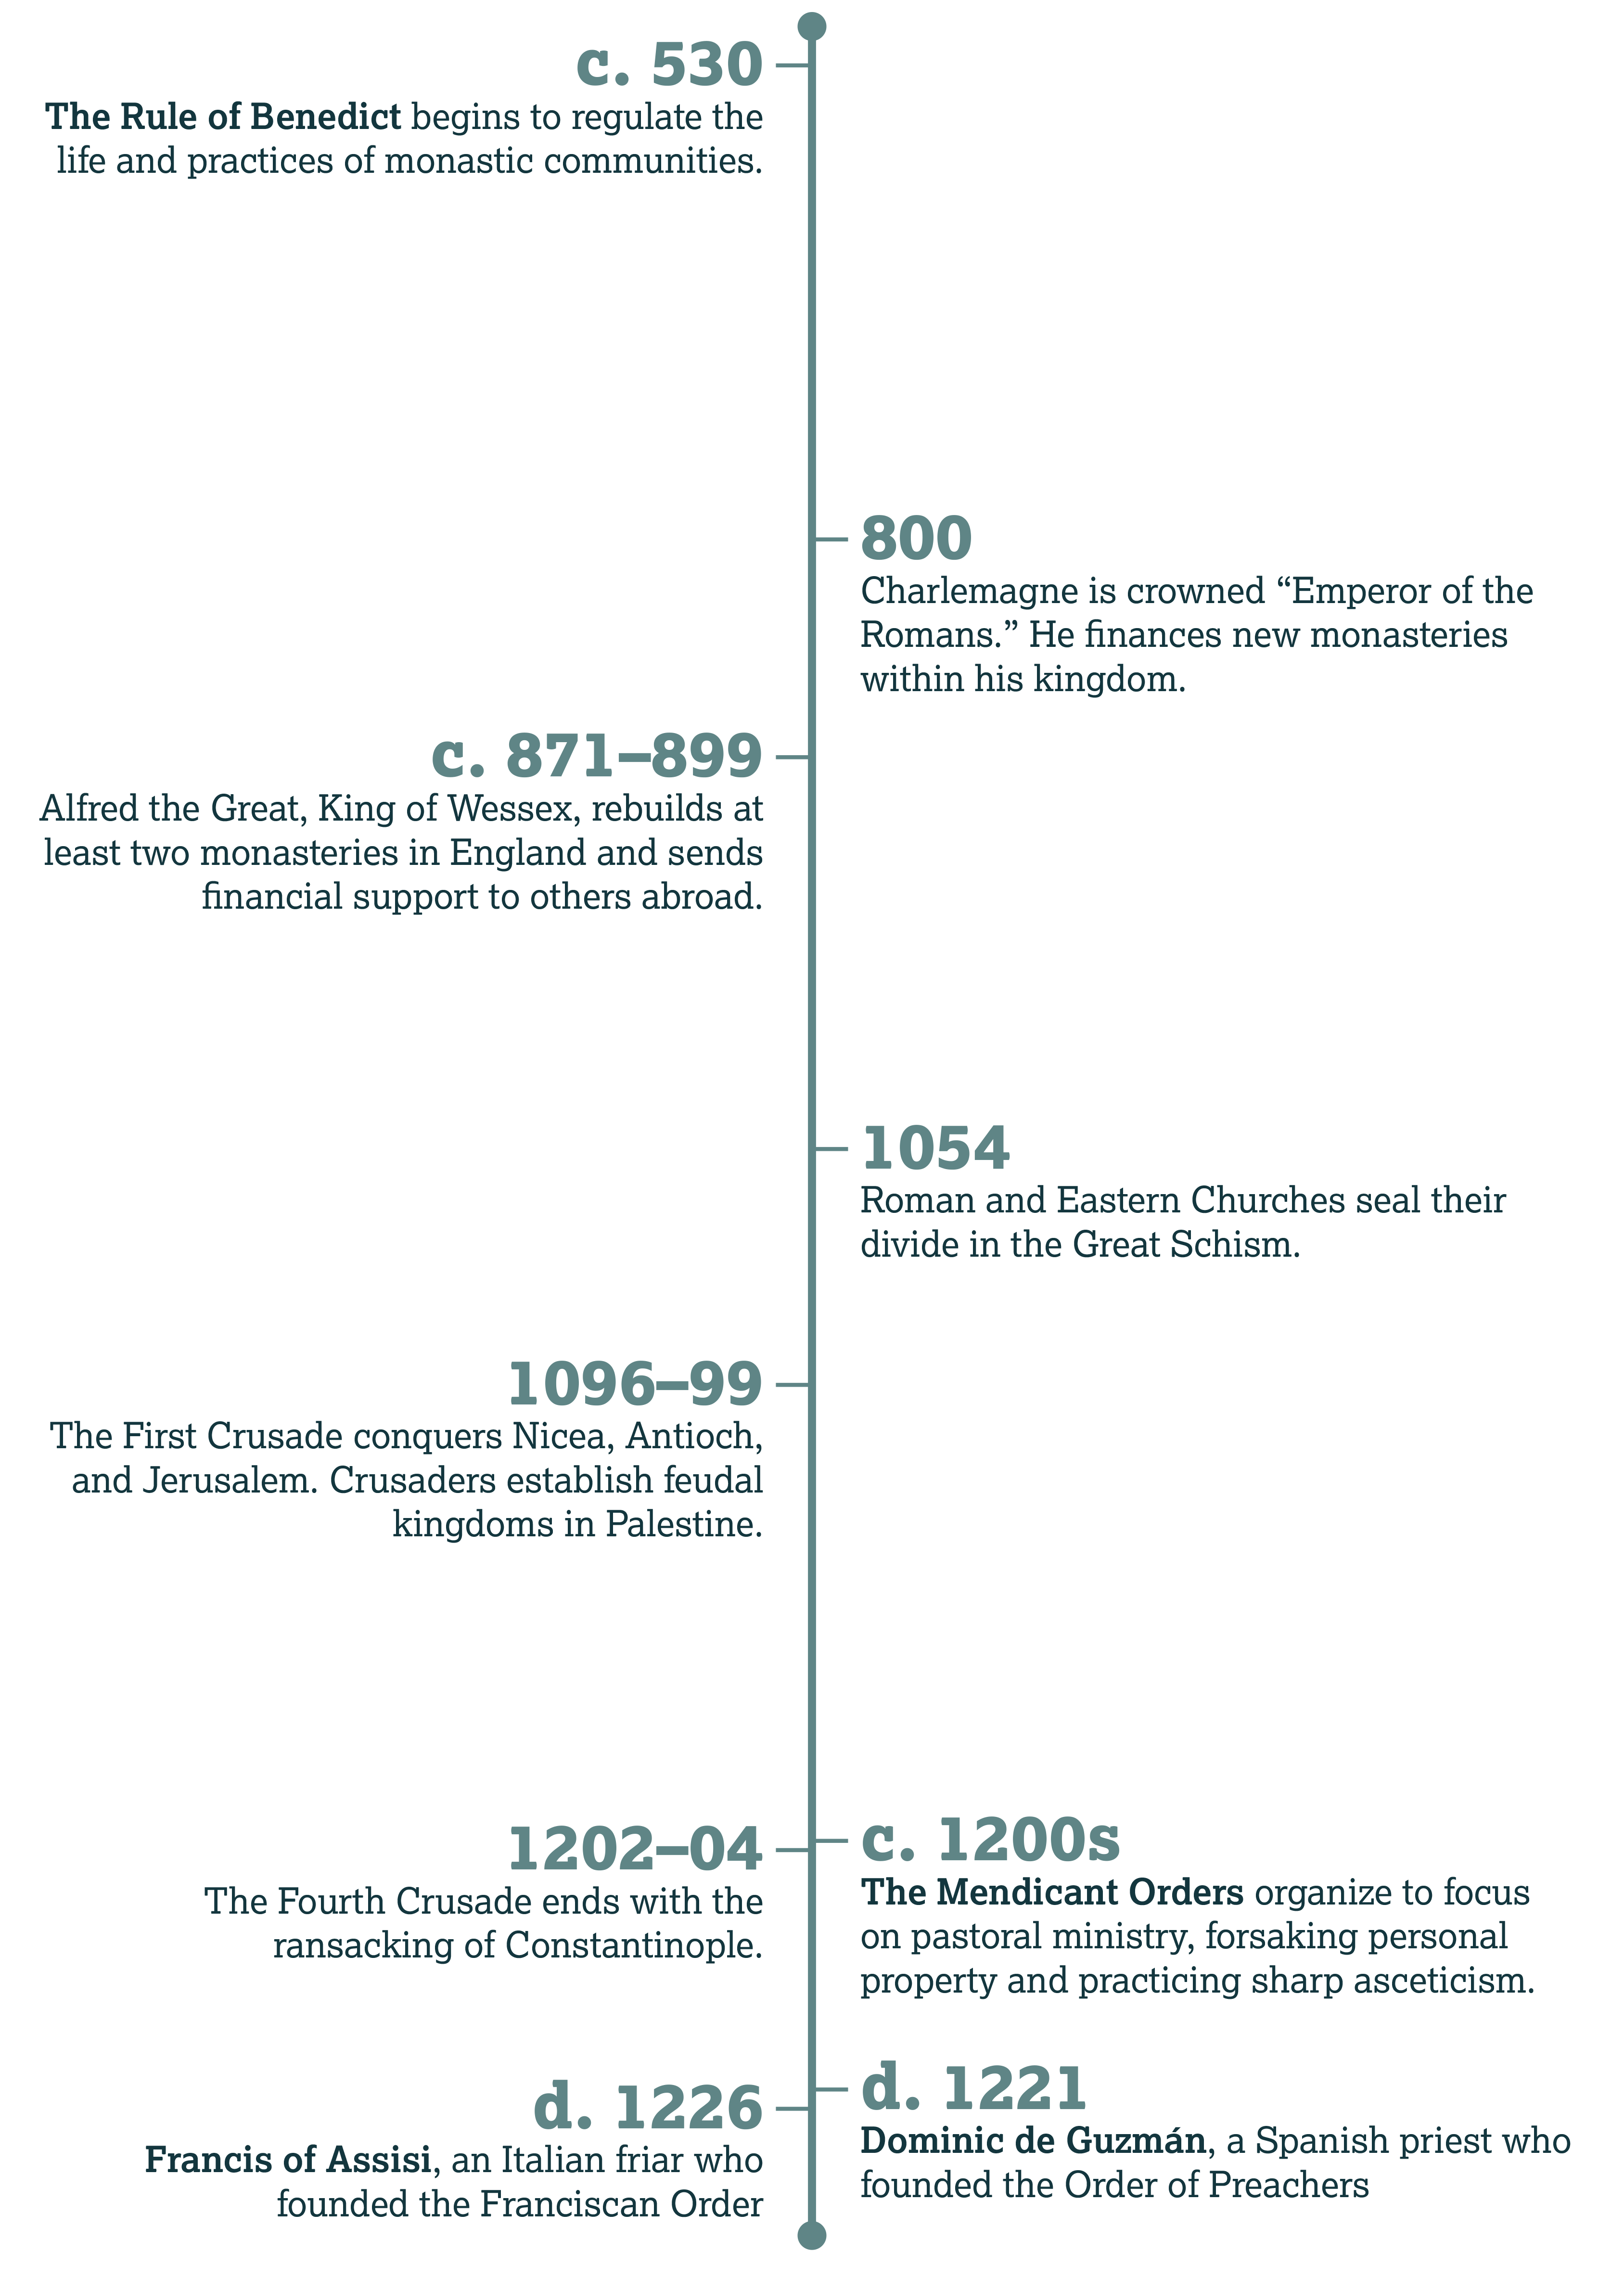 c. 530
The Rule of Benedict begins to regulate the
life and practices of monastic communities.
800
Charlemagne is crowned “Emperor of the
Romans.” He finances new monasteries
within his kingdom.
c. 871–899
Alfred the Great, King of Wessex, rebuilds at
least two monasteries in England and sends
financial support to others abroad.
1054
Roman and Eastern Churches seal their
divide in the Great Schism.
1096–99
The First Crusade conquers Nicea, Antioch,
and Jerusalem. Crusaders establish feudal
kingdoms in Palestine.
c. 1200s
The Mendicant Orders organize to focus
on pastoral ministry, forsaking personal
property and practicing sharp asceticism.
1202–04
The Fourth Crusade ends with the
ransacking of Constantinople.
d. 1221
Dominic de Guzmán, a Spanish priest who
founded the Order of Preachers
d. 1226
Francis of Assisi, an Italian friar who
founded the Franciscan Order